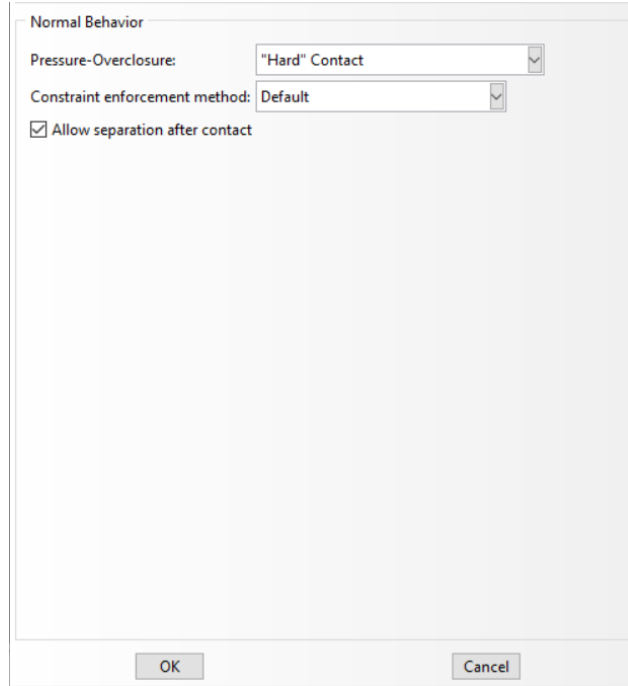 Normal Behavior
Pressure-Overclosure: "Hard" Contact
Constraint enforcement method: Default
Allow separation after contact
OK Cancel